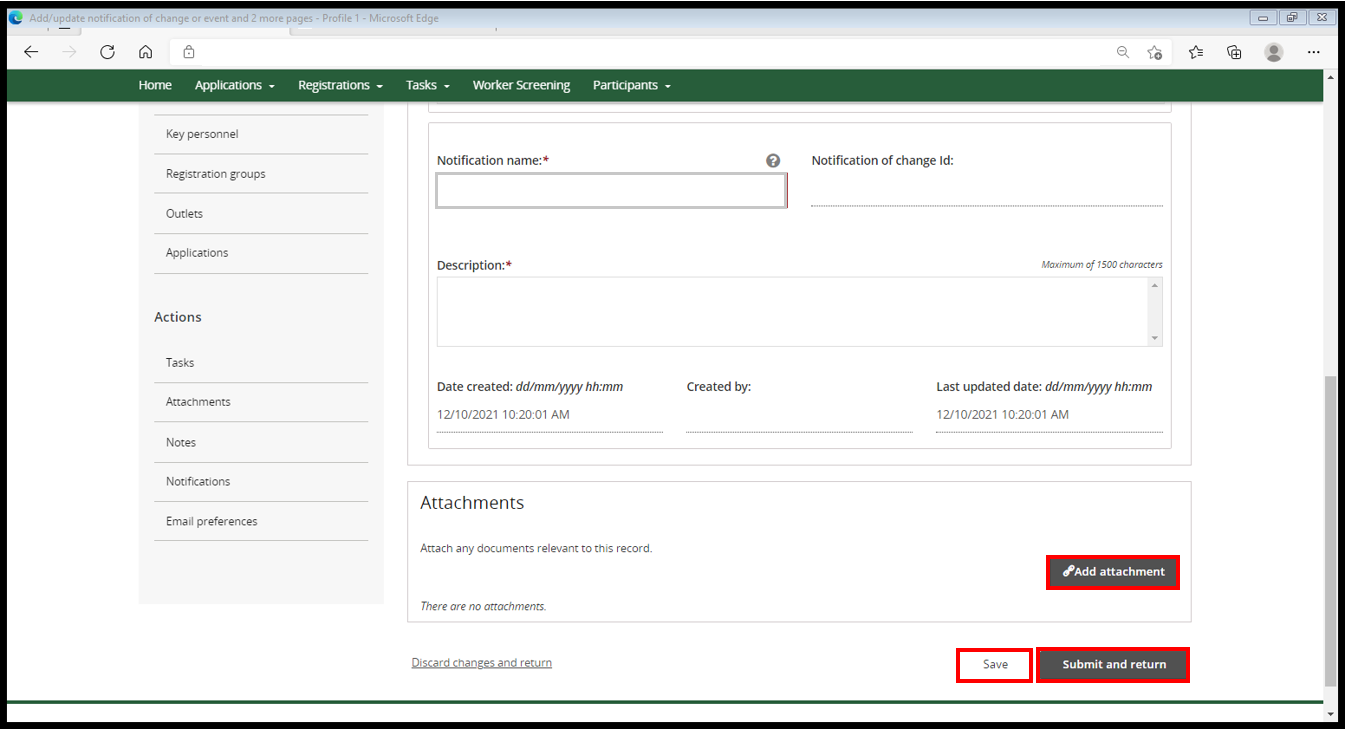 Add/update notification of change or event and 2 more pages - Profile 1 - Microsoft Edge
Home Applications Registrations Tasks Worker Screening Participants
Key personnel
Registration groups
Outlets
Applications
Actions
Tasks
Attachments
Notes
Notifications
Email preferences
Notification name:* Notification of change Id:
Description:* Maximum of 1500 characters
Date created: dd/mm/yyyy hh:mm Created by: Last updated date: dd/mm/yyyy hh:mm
12/10/2021 10:20:01 AM 12/10/2021 10:20:01 AM
Attachments
Attach any documents relevant to this record.
Add attachment
There are no attachments.
Discard changes and return Save Submit and return